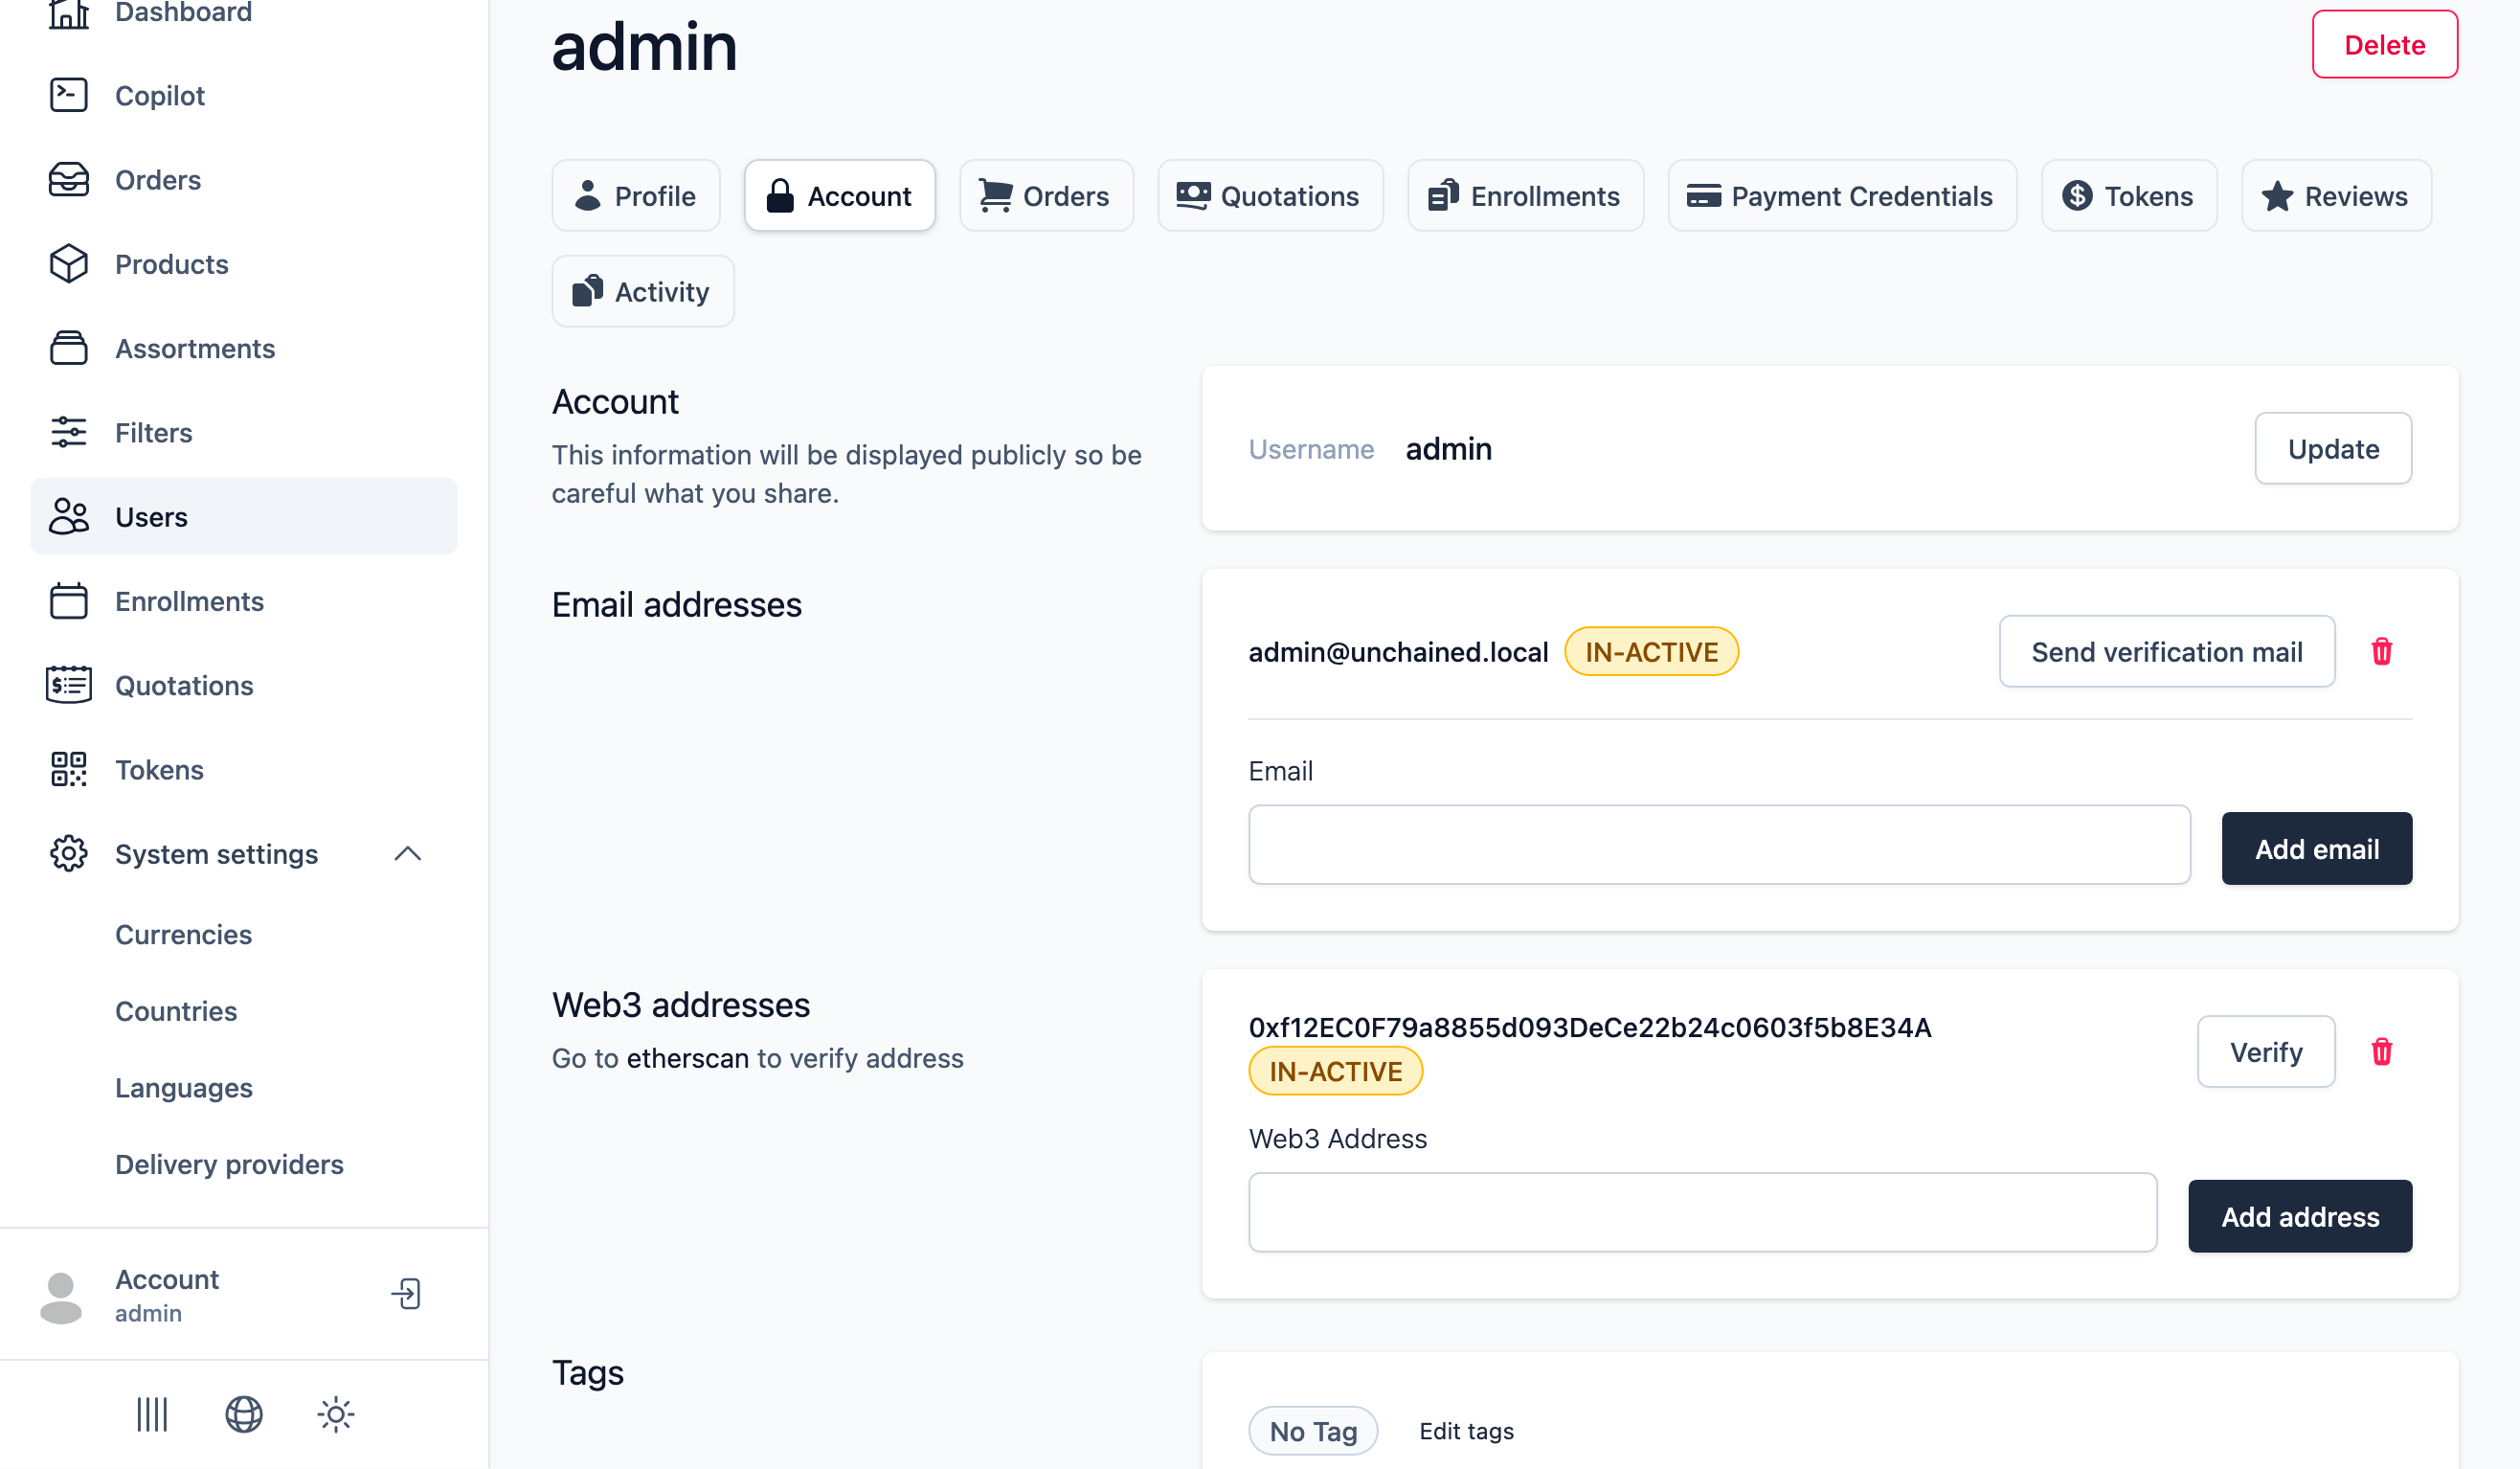 Dashboard
Copilot
Orders
Products
Assortments
Filters
Users
Enrollments
Quotations
Tokens
System settings
Currencies
Countries
Languages
Delivery providers
Account
admin
admin
Delete
Profile
Account
Orders
Quotations
Enrollments
Payment Credentials
Tokens
Reviews
Activity
Account
This information will be displayed publicly so be
careful what you share.
Username admin
Update
Email addresses
admin@unchained.local IN-ACTIVE
Send verification mail
Email
Add email
Web3 addresses
Go to etherscan to verify address
0xf12EC0F79a8855d093DeCe22b24c0603f5b8E34A
IN-ACTIVE
Verify
Web3 Address
Add address
Tags
No Tag
Edit tags